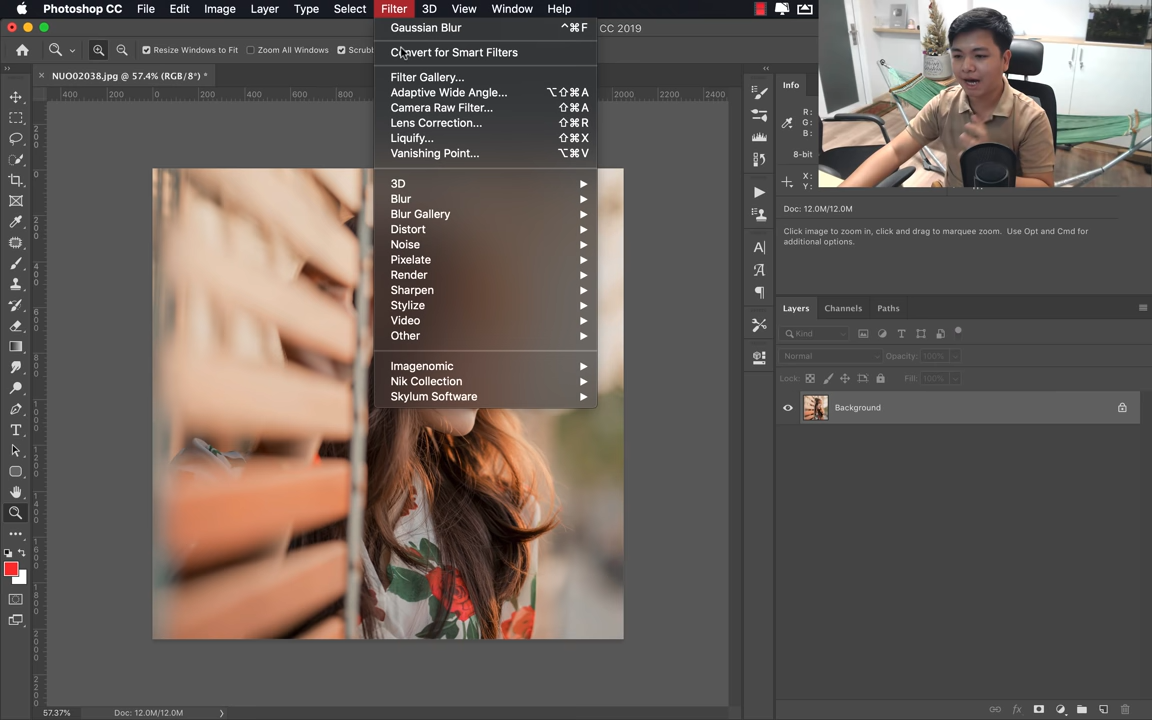 Photoshop CC File Edit Image Layer Type Select Filter 3D View Window Help
CC 2019
Resize Windows to Fit All Windows Scrubb
NUO02038.jpg @ 57.4% (RGB/8*) *
400 200 0 200 400 600 800 2000 2200 2400
Gaussian Blur ^⌘F
Convert for Smart Filters
Filter Gallery...
Adaptive Wide Angle... ⌥⇧⌘A
Camera Raw Filter... ⇧⌘A
Lens Correction... ⇧⌘R
Liquify... ⇧⌘X
Vanishing Point... ⌥⌘V
3D
Blur
Blur Gallery
Distort
Noise
Pixelate
Render
Sharpen
Stylize
Video
Other
Imagenomic
Nik Collection
Skylum Software
Info
R:
G:
B:
8-bit
X:
Y:
Doc: 12.0M/12.0M
Click image to zoom in, click and drag to marquee zoom. Use Opt and Cmd for
additional options.
Layers Channels Paths
Kind
Normal Opacity: 100%
Lock: Fill: 100%
Background
fx
57.37% Doc: 12.0M/12.0M